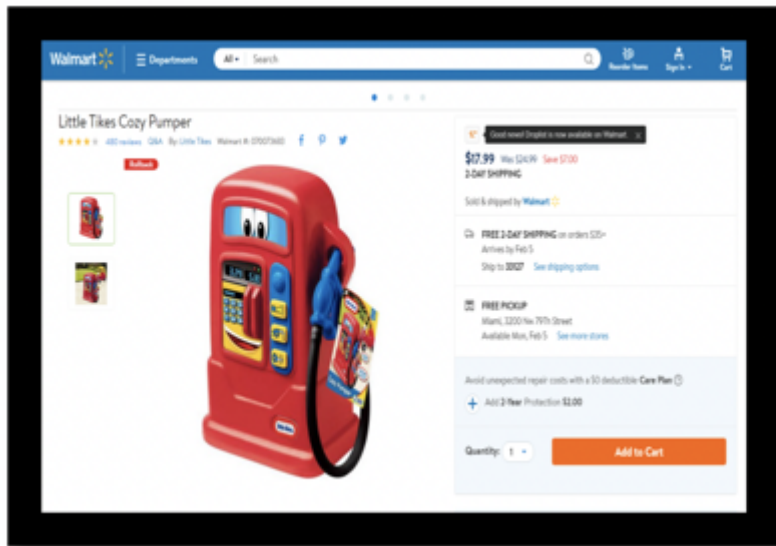 Walmart
Departments
All
Search
Reorder Items
Sign In
Cart
Little Tikes Cozy Pumper
480 reviews Q&A By: Little Tikes Walmart #:
Rollback
Good news! Droplist is now available on Walmart x
$17.99 Was $24.99 Save $7.00
2-DAY SHIPPING
Sold & shipped by Walmart
FREE 2-DAY SHIPPING on orders $35+
Arrives by Feb 5
Ship to 33127 See shipping options
FREE PICKUP
Miami, 3200 Nw 79Th Street
Available Mon, Feb 5 See more stores
Avoid unexpected repair costs with a $0 deductible Care Plan
+ Add 2-Year Protection $2.00
Quantity: 1
Add to Cart